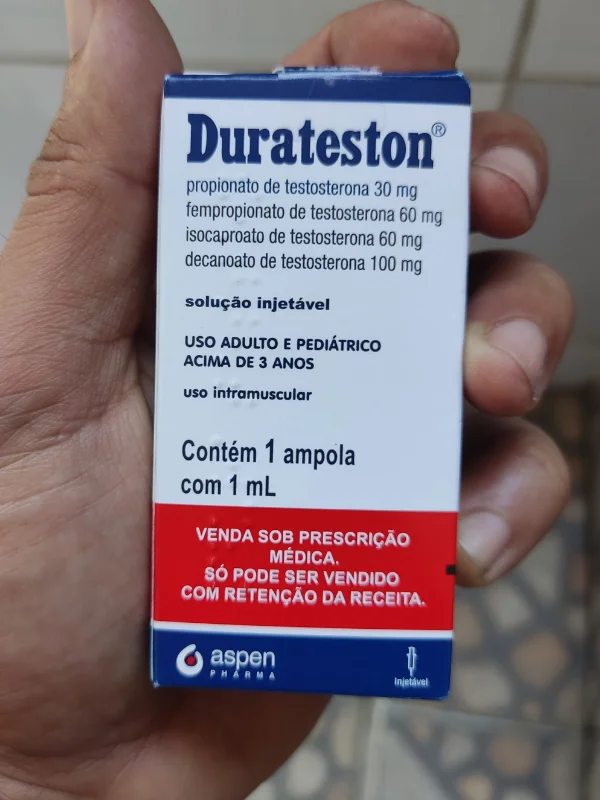 Durateston®
propionato de testosterona 30 mg
fempropionato de testosterona 60 mg
isocaproato de testosterona 60 mg
decanoato de testosterona 100 mg
solução injetável
USO ADULTO E PEDIÁTRICO
ACIMA DE 3 ANOS
uso intramuscular
Contém 1 ampola
com 1 mL
VENDA SOB PRESCRIÇÃO
MÉDICA.
SÓ PODE SER VENDIDO
COM RETENÇÃO DA RECEITA.
aspen
PHARMA
Injetável